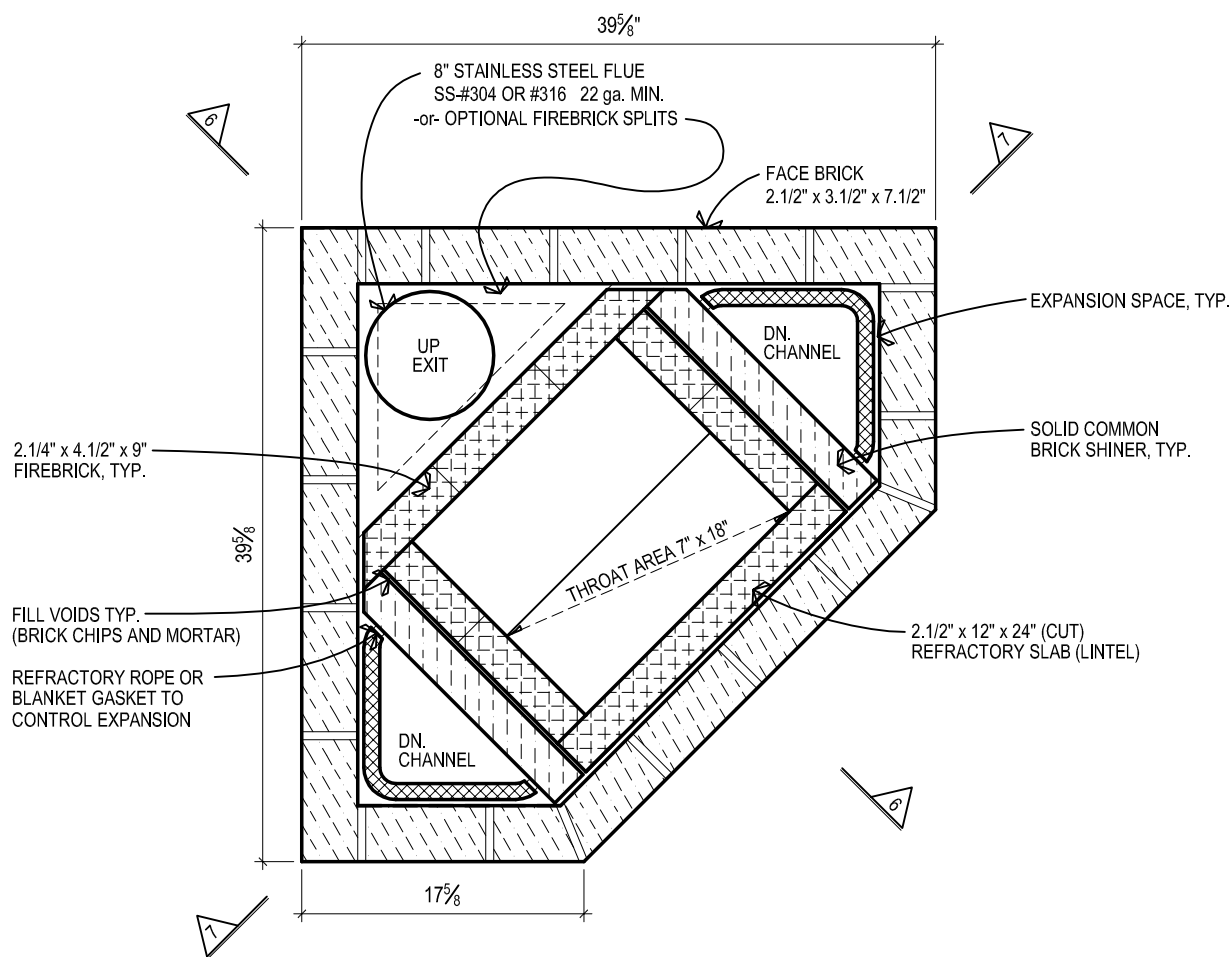 39⅝"
8" STAINLESS STEEL FLUE
SS-#304 OR #316 22 ga. MIN.
-or- OPTIONAL FIREBRICK SPLITS
6
7
FACE BRICK
2.1/2" x 3.1/2" x 7.1/2"
EXPANSION SPACE, TYP.
UP
EXIT
DN.
CHANNEL
2.1/4" x 4.1/2" x 9"
FIREBRICK, TYP.
SOLID COMMON
BRICK SHINER, TYP.
39⅝
THROAT AREA 7" x 18"
FILL VOIDS TYP.
(BRICK CHIPS AND MORTAR)
2.1/2" x 12" x 24" (CUT)
REFRACTORY SLAB (LINTEL)
REFRACTORY ROPE OR
BLANKET GASKET TO
CONTROL EXPANSION
DN.
CHANNEL
6
17⅝
7